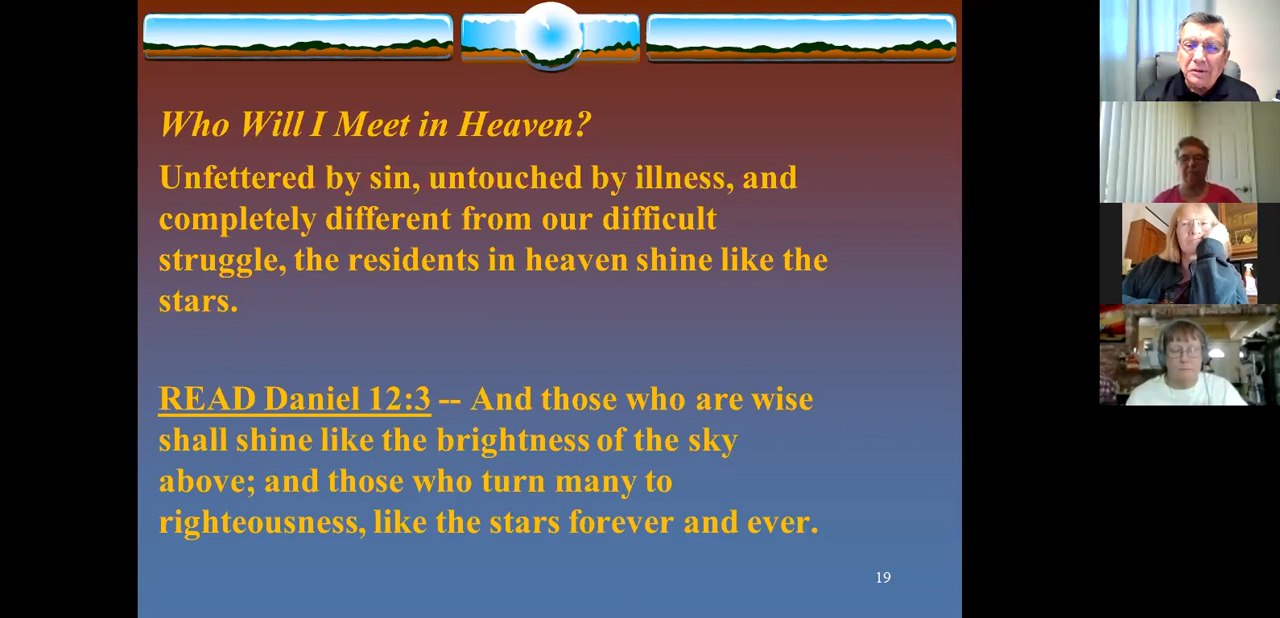 Who Will I Meet in Heaven?
Unfettered by sin, untouched by illness, and
completely different from our difficult
struggle, the residents in heaven shine like the
stars.
READ Daniel 12:3 -- And those who are wise
shall shine like the brightness of the sky
above; and those who turn many to
righteousness, like the stars forever and ever.
19